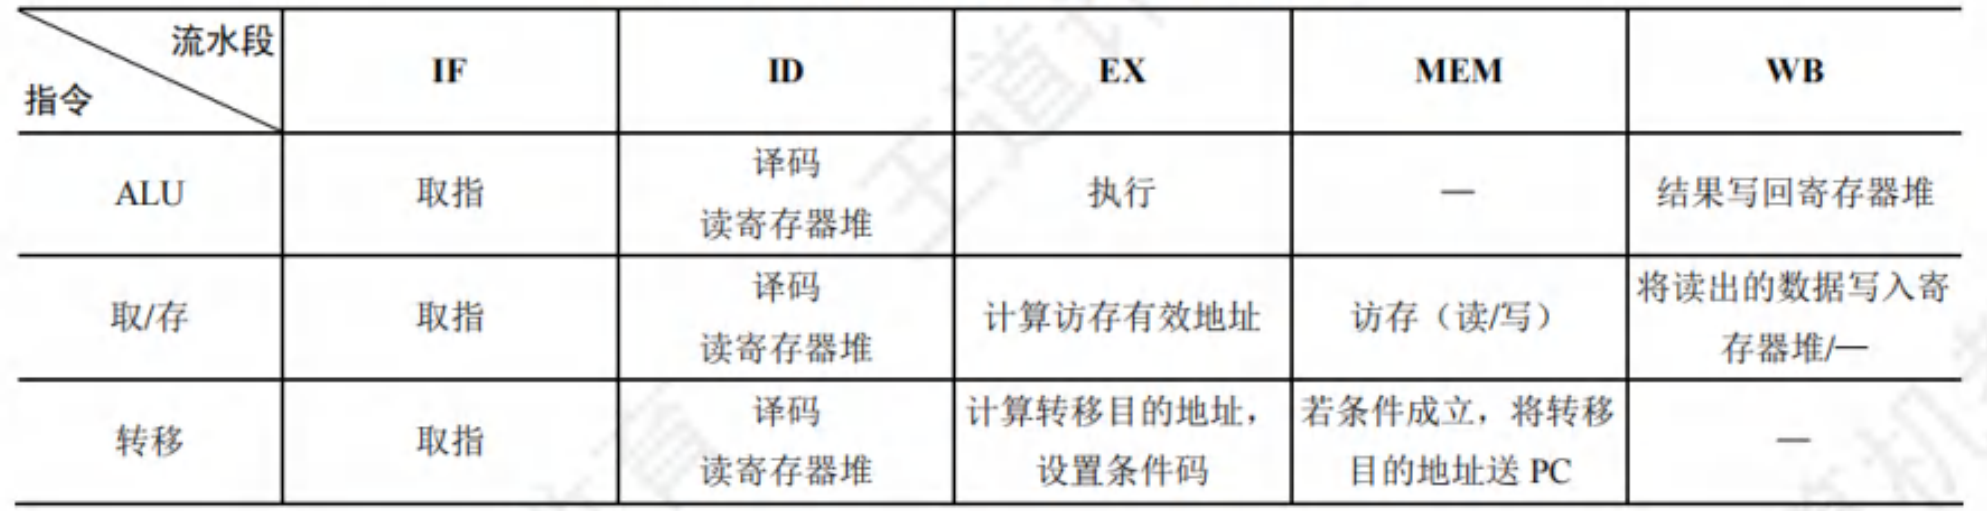 流水段
指令
IF
ID
EX
MEM
WB
ALU
取指
译码
读寄存器堆
执行
—
结果写回寄存器堆
取/存
取指
译码
读寄存器堆
计算访存有效地址
访存（读/写）
将读出的数据写入寄
存器堆/—
转移
取指
译码
读寄存器堆
计算转移目的地址，
设置条件码
若条件成立，将转移
目的地址送 PC
—
王道
育
机